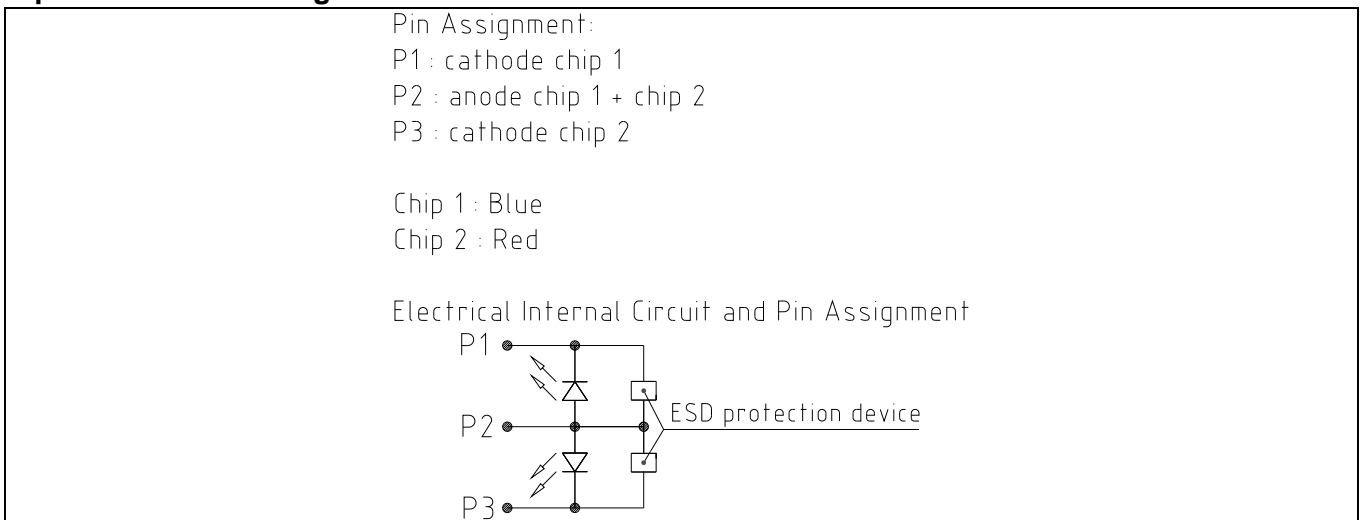 Pin Assignment:
P1 : cathode chip 1
P2 : anode chip 1 + chip 2
P3 : cathode chip 2
Chip 1 : Blue
Chip 2 : Red
Electrical Internal Circuit and Pin Assignment
P1
ESD protection device
P2
P3